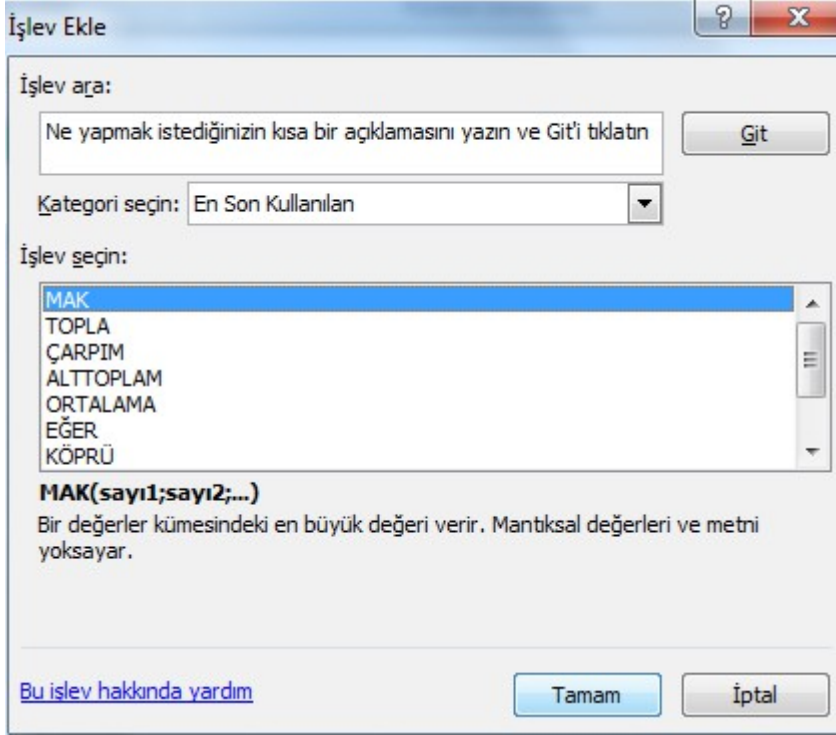 İşlev Ekle
İşlev ara:
Ne yapmak istediğinizin kısa bir açıklamasını yazın ve Git'i tıklatın
Git
Kategori seçin: En Son Kullanılan
İşlev seçin:
MAK
TOPLA
ÇARPIM
ALTTOPLAM
ORTALAMA
EĞER
KÖPRÜ
MAK(sayı1;sayı2;...)
Bir değerler kümesindeki en büyük değeri verir. Mantıksal değerleri ve metni
yoksayar.
Bu işlev hakkında yardım
Tamam
İptal